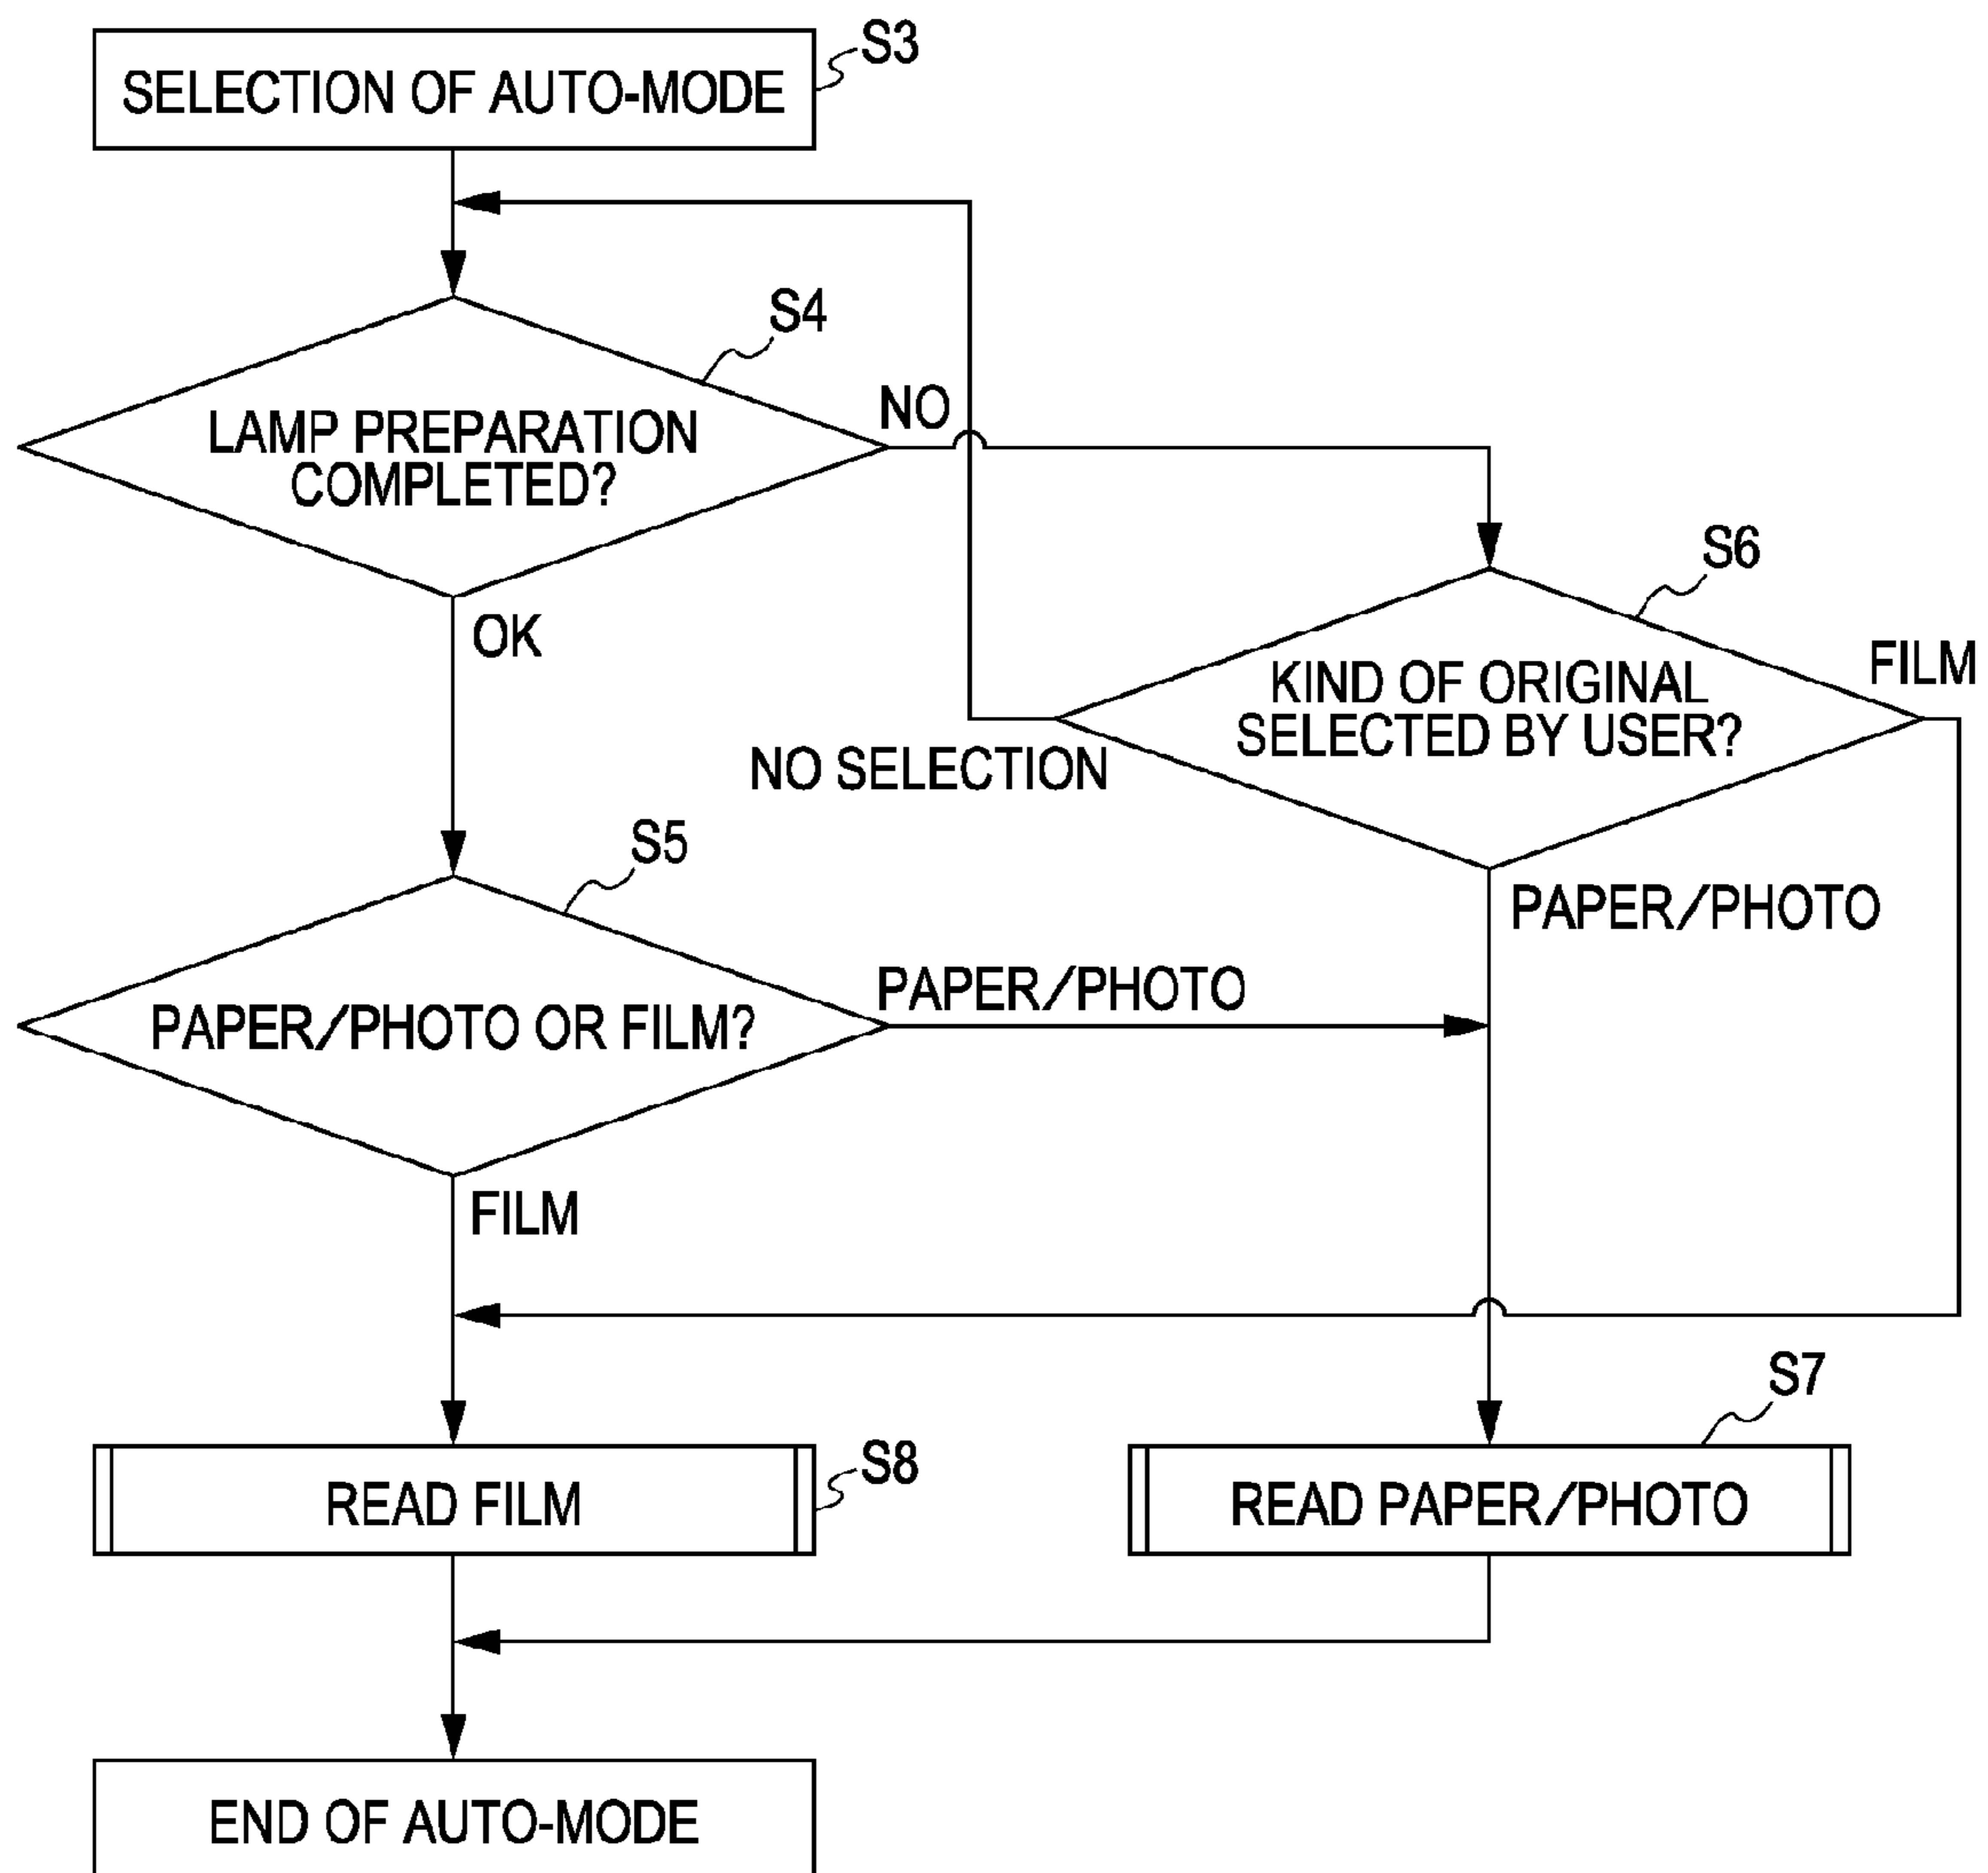 S3
SELECTION OF AUTO-MODE
S4
NO
LAMP PREPARATION
COMPLETED?
OK
S6
FILM
KIND OF ORIGINAL
SELECTED BY USER?
NO SELECTION
PAPER/PHOTO
S5
PAPER/PHOTO
PAPER/PHOTO OR FILM?
FILM
S7
S8
READ FILM
READ PAPER/PHOTO
END OF AUTO-MODE